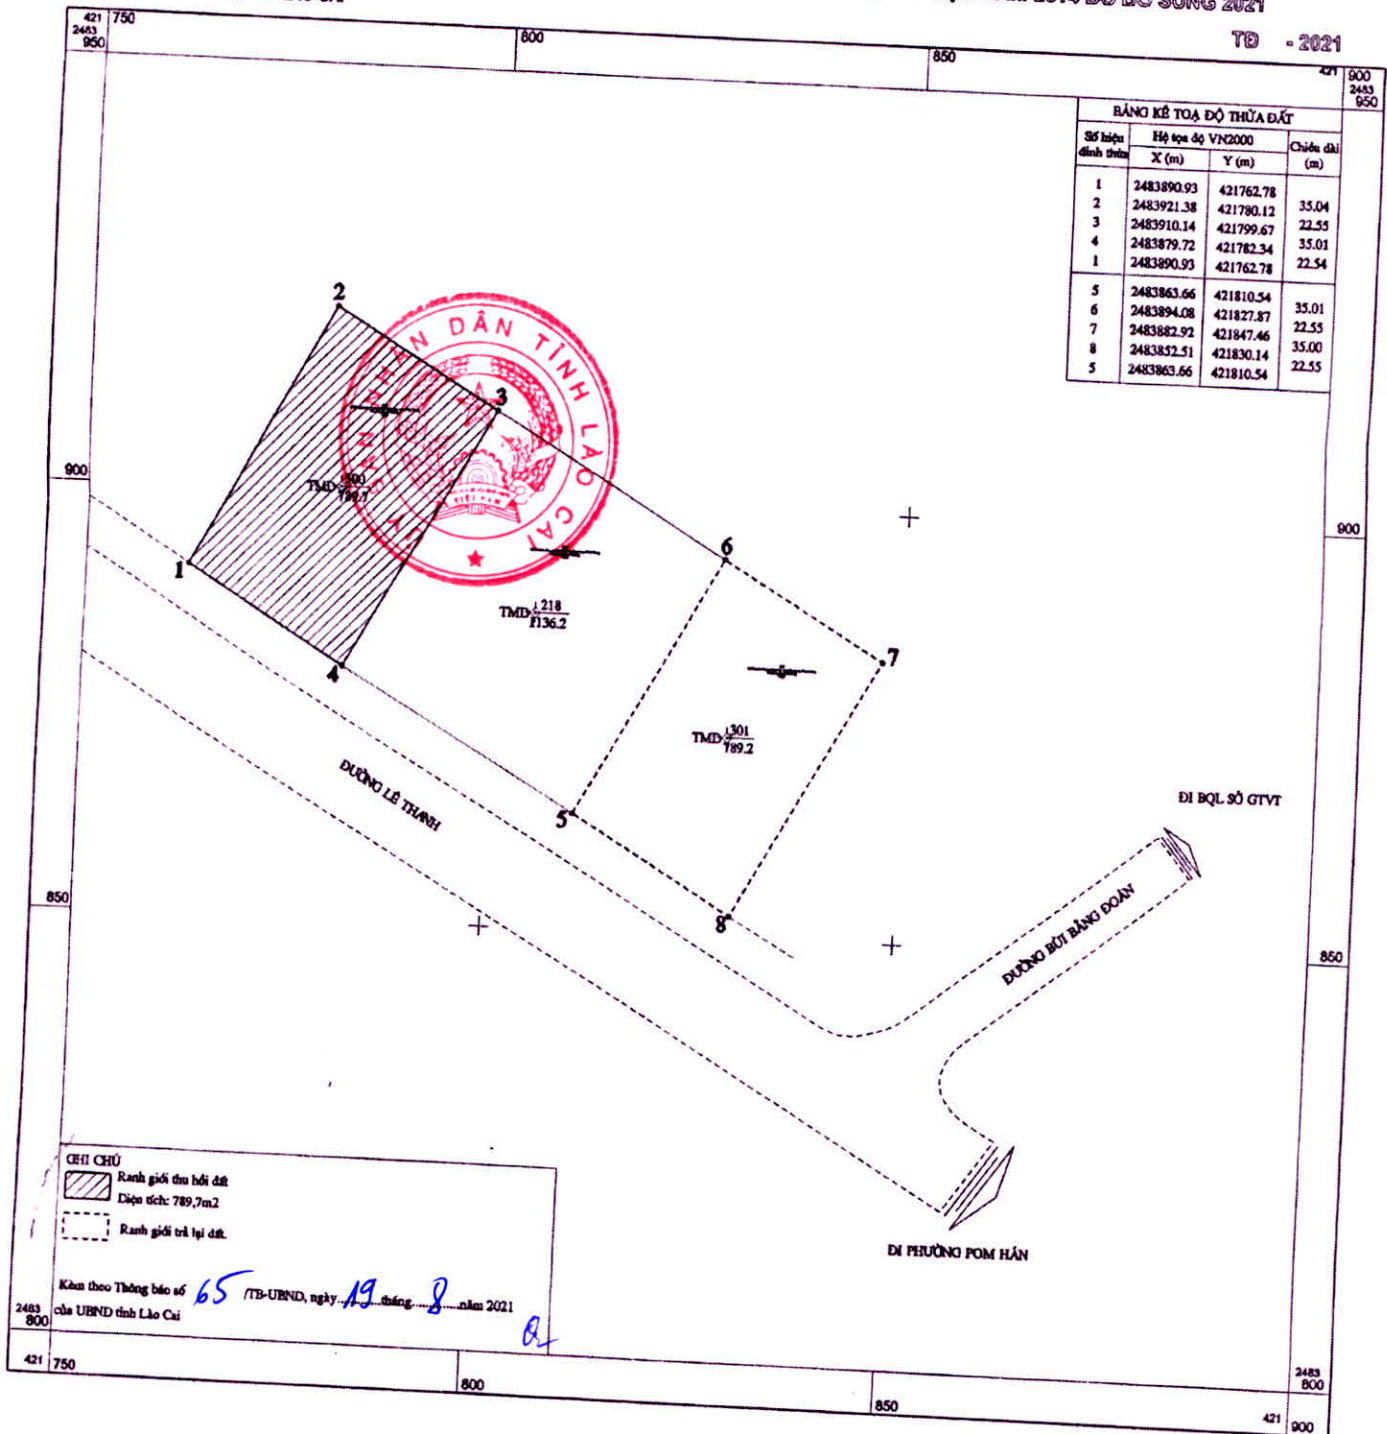 ĐO BỔ SUNG 2021
TĐ - 2021
421 750
2483
950
800
850
421 900
2483
950
BẢNG KÊ TOẠ ĐỘ THỬA ĐẤT
Số hiệu đỉnh thửa Hệ tọa độ VN2000 Chiều dài (m)
X (m) Y (m)
1 2483890.93 421762.78
35.04
2 2483921.38 421780.12
22.55
3 2483910.14 421799.67
35.01
4 2483879.72 421782.34
22.54
1 2483890.93 421762.78
5 2483863.66 421810.54
35.01
6 2483894.08 421827.87
22.55
7 2483882.92 421847.46
35.00
8 2483852.51 421830.14
22.55
5 2483863.66 421810.54
2
3
DÂN TỈNH LÀO CAI
900
TMD
789.7
900
6
1
TMD 218
1136.2
7
4
TMD 301
789.2
ĐƯỜNG LÊ THANH
5
ĐI BQL SỞ GTVT
850
8
ĐƯỜNG BÙI BẰNG ĐOÀN
850
GHI CHÚ
Ranh giới thu hồi đất
Diện tích: 789,7m2
Ranh giới trả lại đất.
ĐI PHƯỜNG POM HÁN
Kèm theo Thông báo số 65 /TB-UBND, ngày 19 tháng 8 năm 2021
của UBND tỉnh Lào Cai
2483
800
421 750
800
850
2483
800
421 900